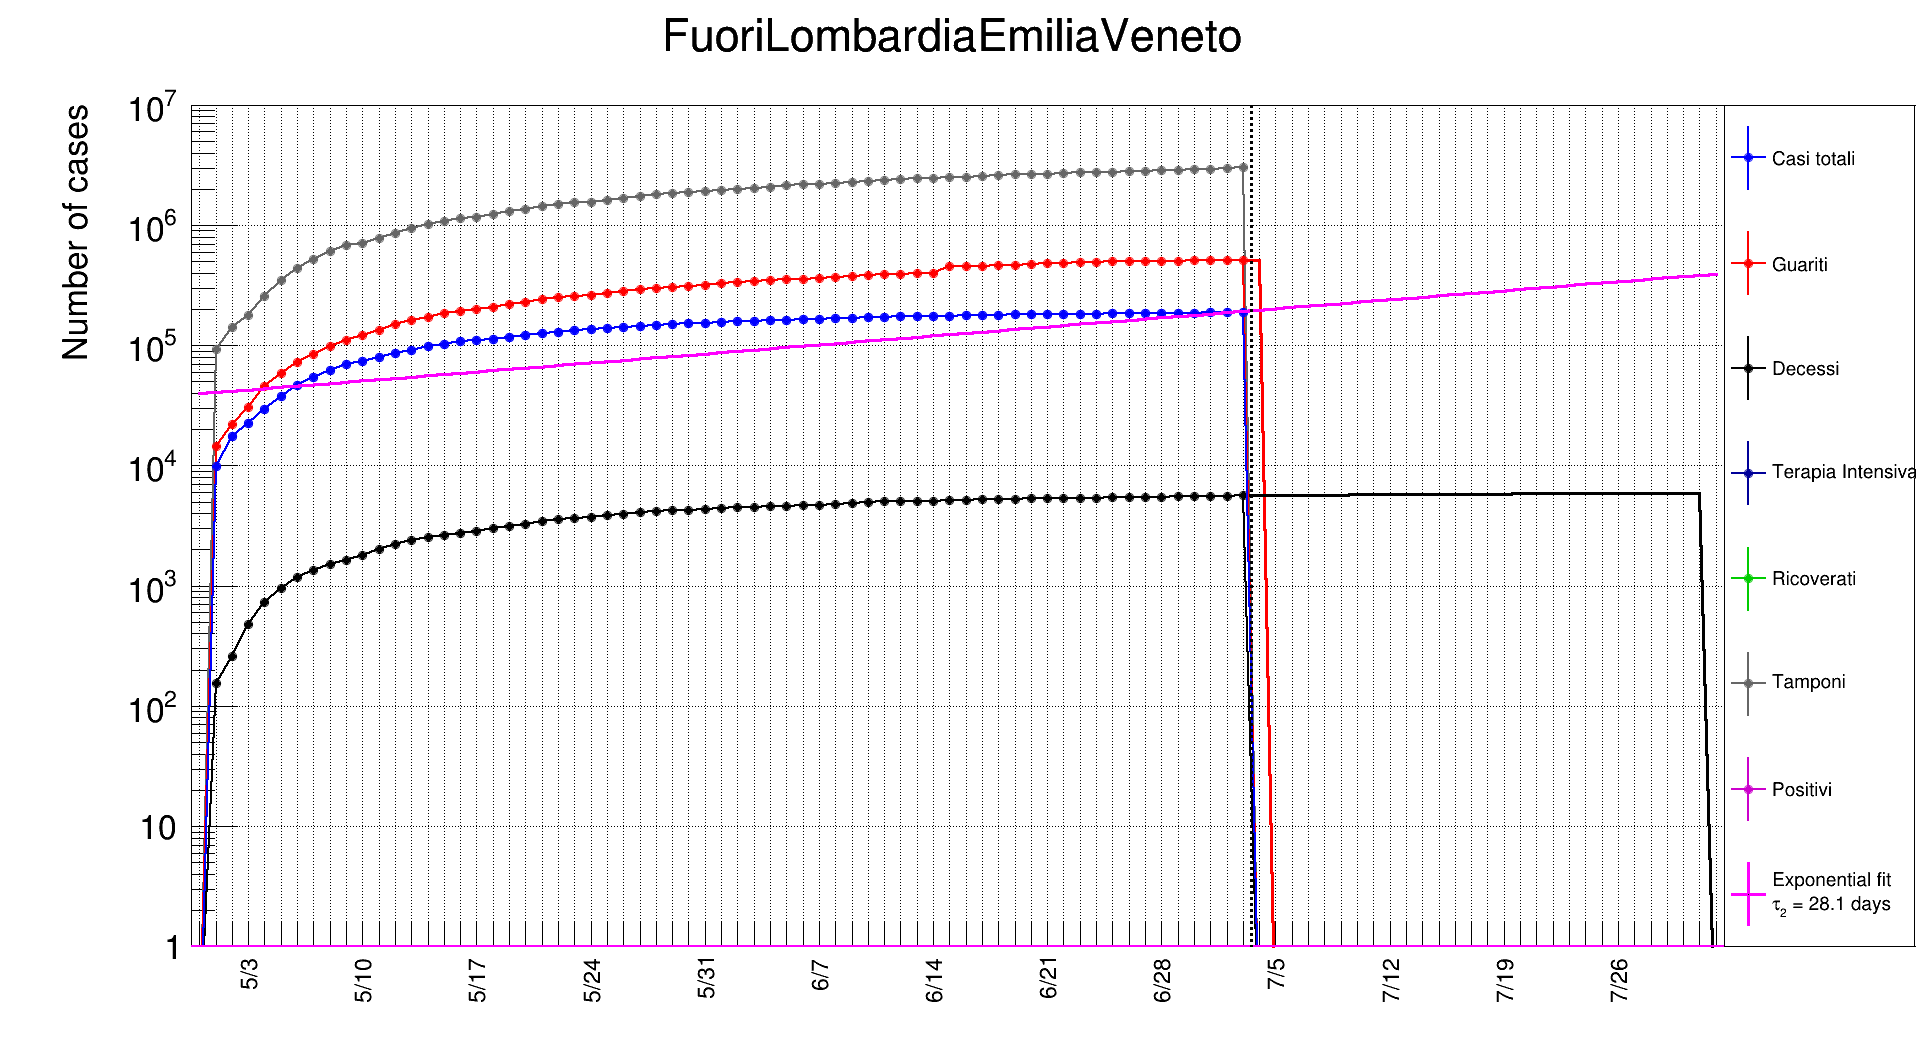 FuoriLombardiaEmiliaVeneto
Number of cases
10^7
10^6
10^5
10^4
10^3
10^2
10
1
5/3
5/10
5/17
5/24
5/31
6/7
6/14
6/21
6/28
7/5
7/12
7/19
7/26
Casi totali
Guariti
Decessi
Terapia Intensiva
Ricoverati
Tamponi
Positivi
Exponential fit
τ₂ = 28.1 days